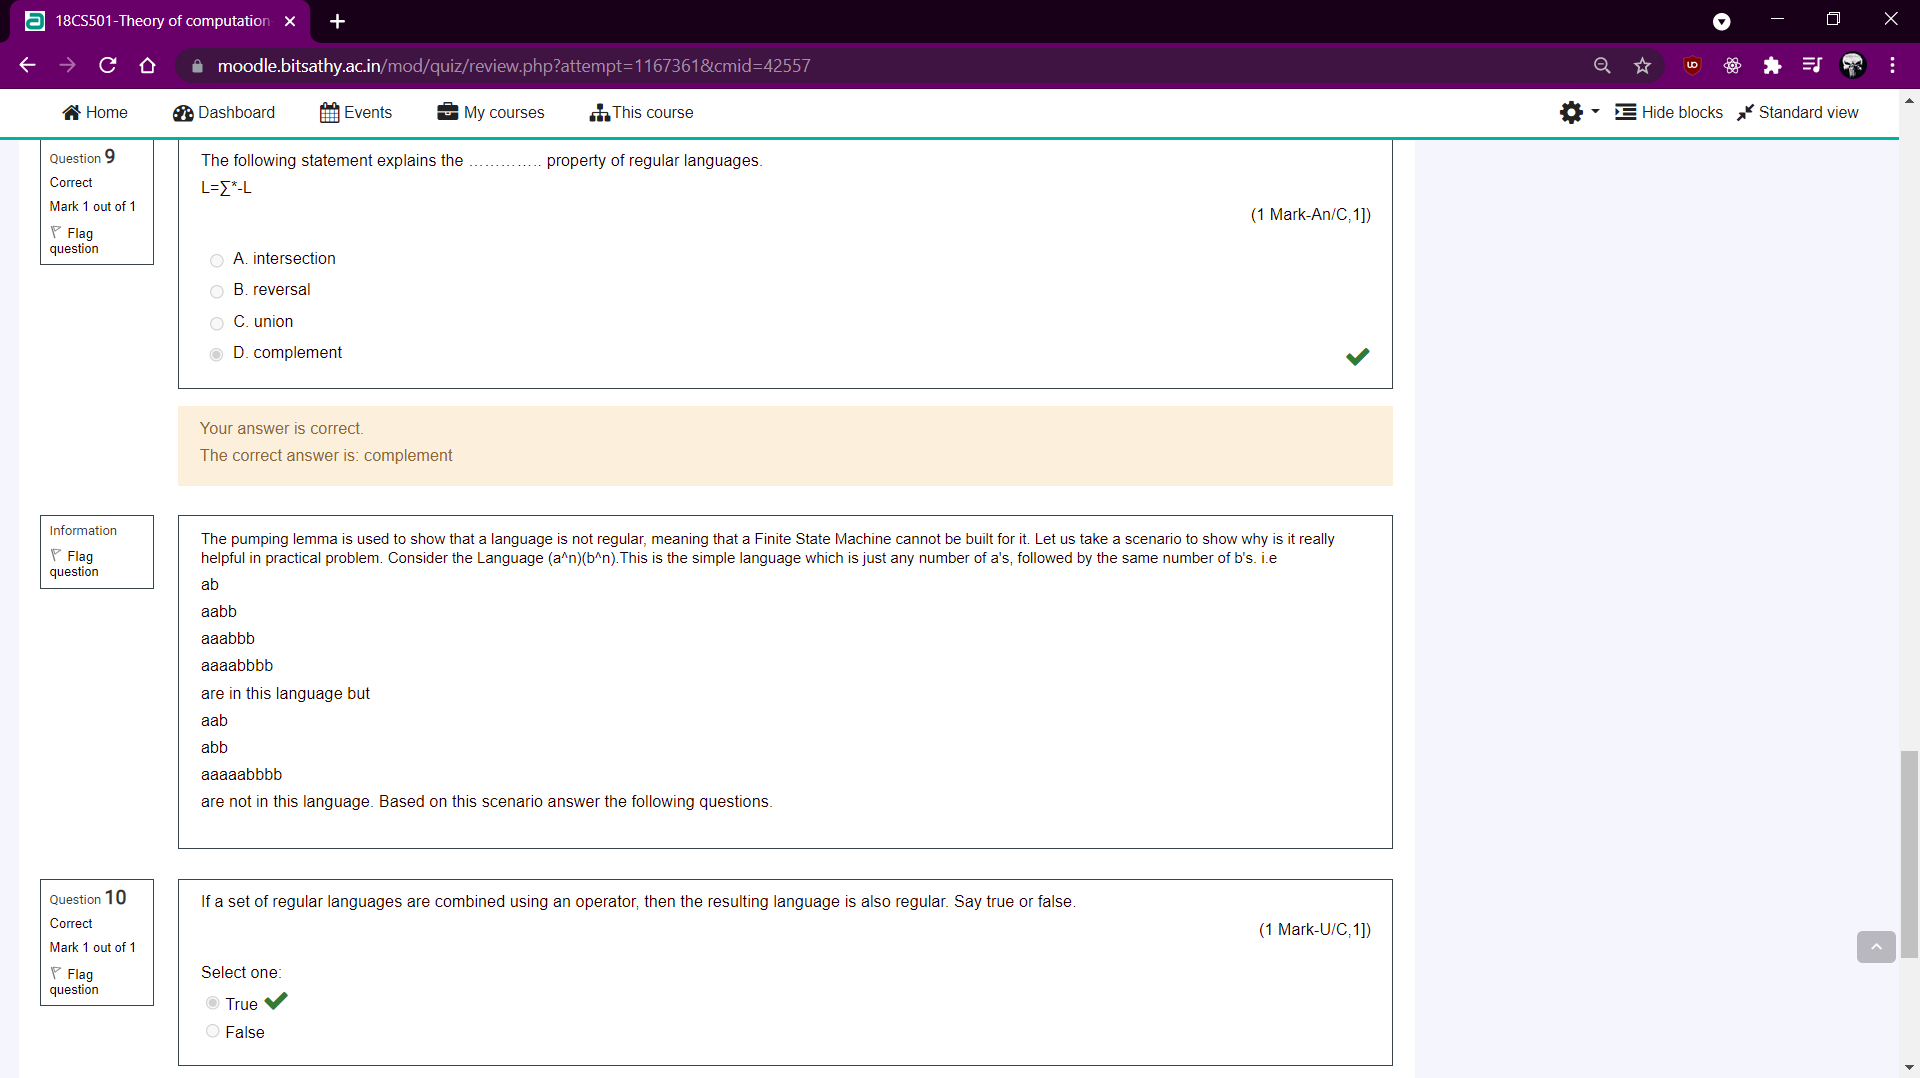 18CS501-Theory of computation
moodle.bitsathy.ac.in/mod/quiz/review.php?attempt=1167361&cmid=42557
Home Dashboard Events My courses This course Hide blocks Standard view
Question 9
Correct
Mark 1 out of 1
Flag
question
The following statement explains the ………….. property of regular languages.
L=∑*-L
(1 Mark-An/C,1])
A. intersection
B. reversal
C. union
D. complement
Your answer is correct.
The correct answer is: complement
Information
Flag
question
The pumping lemma is used to show that a language is not regular, meaning that a Finite State Machine cannot be built for it. Let us take a scenario to show why is it really
helpful in practical problem. Consider the Language (a^n)(b^n).This is the simple language which is just any number of a's, followed by the same number of b's. i.e
ab
aabb
aaabbb
aaaabbbb
are in this language but
aab
abb
aaaaabbbb
are not in this language. Based on this scenario answer the following questions.
Question 10
Correct
Mark 1 out of 1
Flag
question
If a set of regular languages are combined using an operator, then the resulting language is also regular. Say true or false.
(1 Mark-U/C,1])
Select one:
True
False